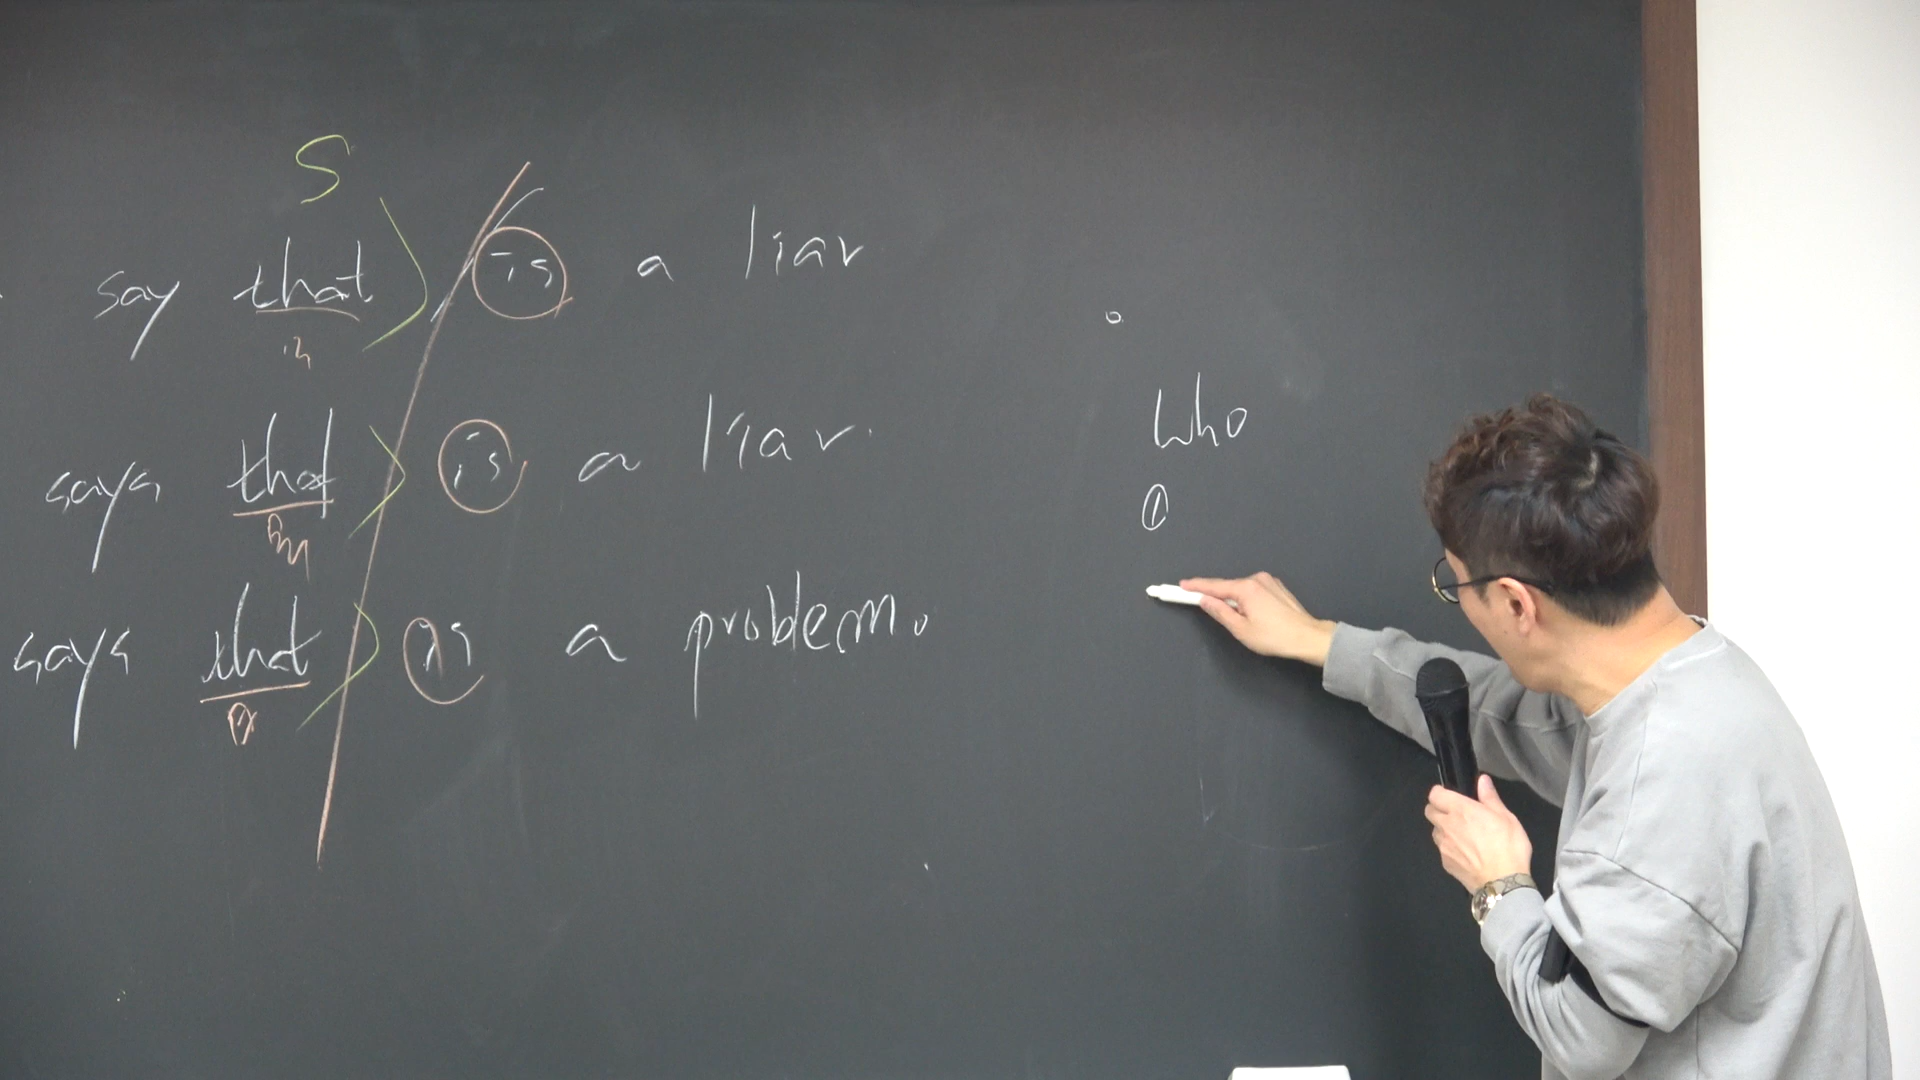 S
say that is a liar
Who
says that is a liar.
①
says that is a problem.